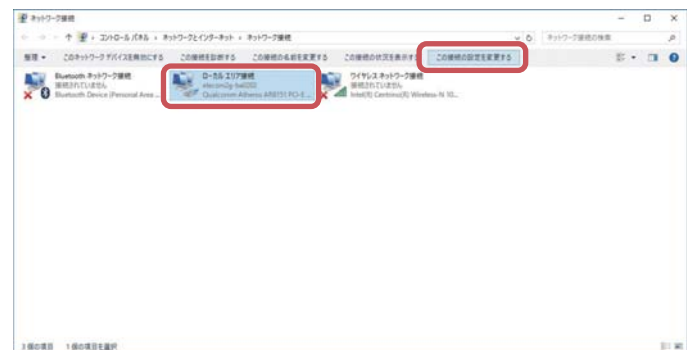 ネットワーク接続
コントロール パネル › ネットワークとインターネット › ネットワーク接続
ネットワーク接続の検索
整理
このネットワーク デバイスを無効にする
この接続を診断する
この接続の名前を変更する
この接続の状況を表示する
この接続の設定を変更する
Bluetooth ネットワーク接続
接続されていません
Bluetooth Device (Personal Area ...
ローカル エリア接続
Qualcomm Atheros AR8151 PCI-E...
ワイヤレス ネットワーク接続
接続されていません
Intel(R) Centrino(R) Wireless-N 10...
3 個の項目
1 個の項目を選択